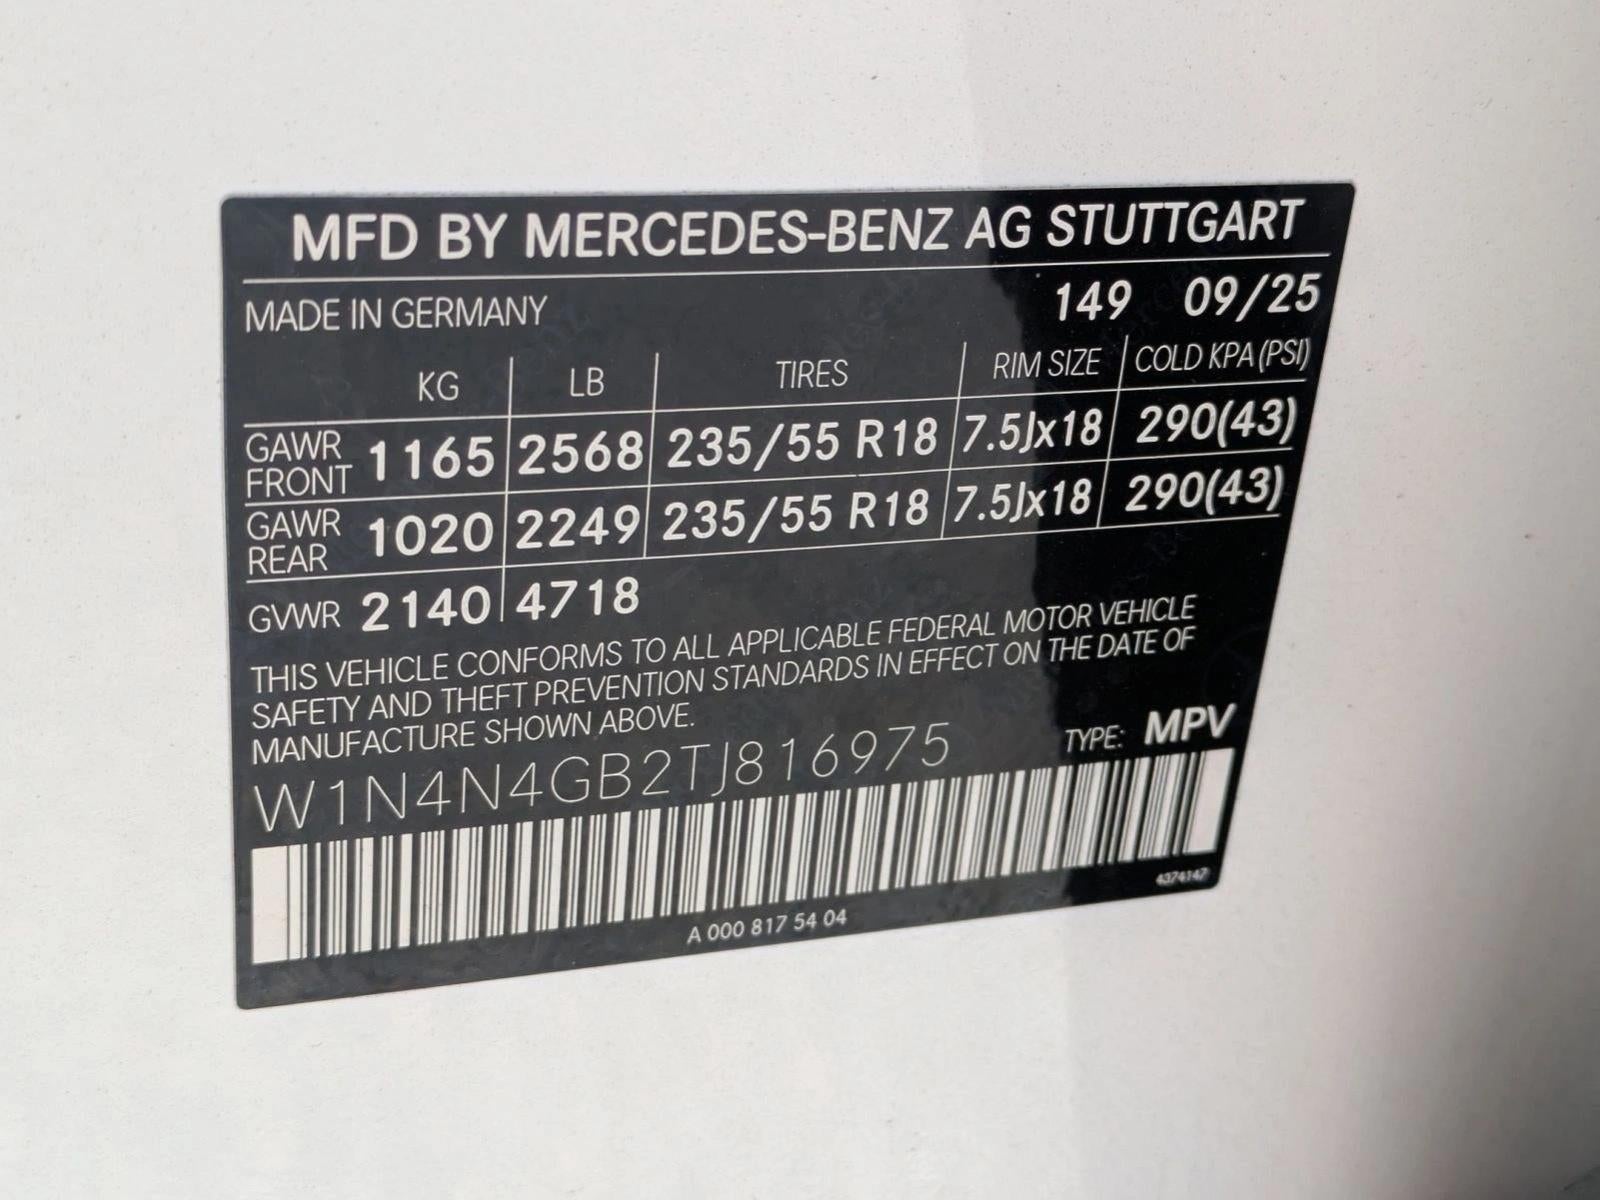 MFD BY MERCEDES-BENZ AG STUTTGART
MADE IN GERMANY 149 09/25
KG LB TIRES RIM SIZE COLD KPA (PSI)
GAWR FRONT 1165 2568 235/55 R18 7.5Jx18 290(43)
GAWR REAR 1020 2249 235/55 R18 7.5Jx18 290(43)
GVWR 2140 4718
THIS VEHICLE CONFORMS TO ALL APPLICABLE FEDERAL MOTOR VEHICLE
SAFETY AND THEFT PREVENTION STANDARDS IN EFFECT ON THE DATE OF
MANUFACTURE SHOWN ABOVE.
W1N4N4GB2TJ816975 TYPE: MPV
A 000 817 54 04
4374147